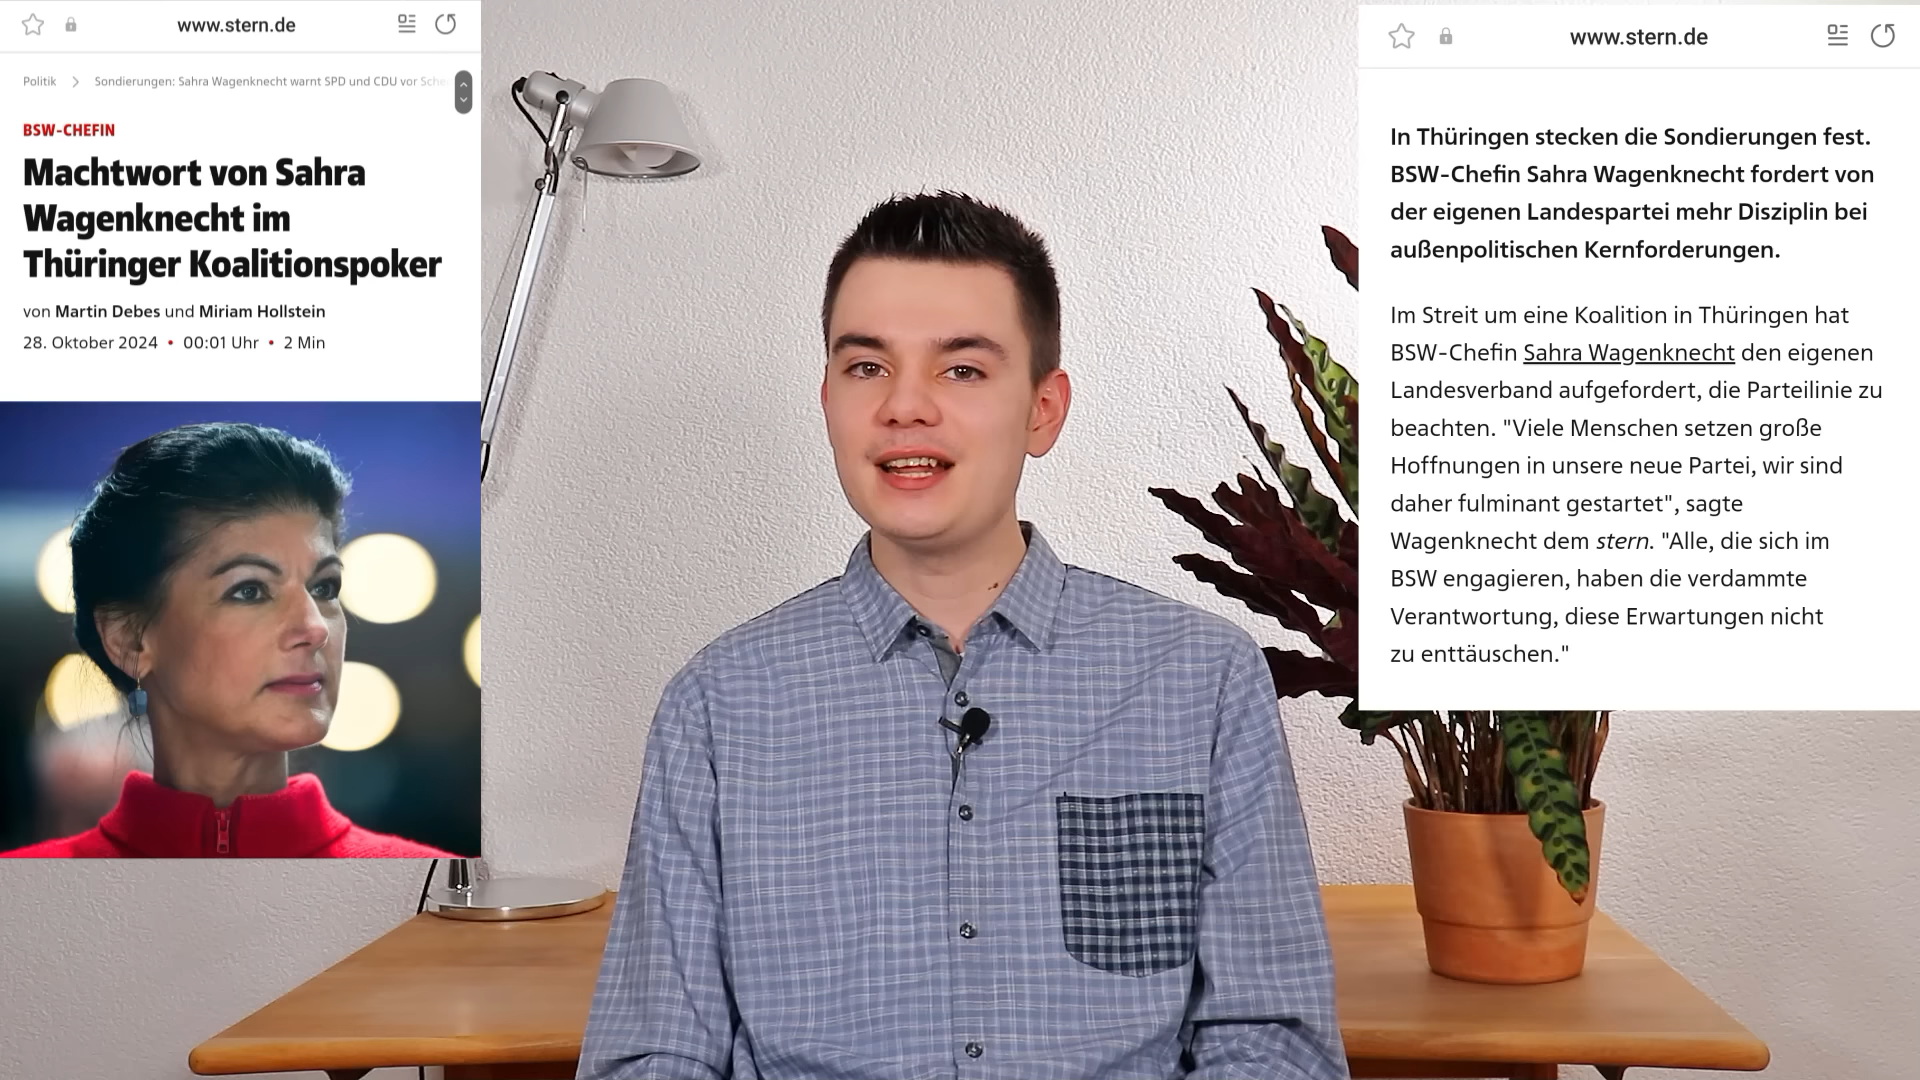 www.stern.de
Politik > Sondierungen: Sahra Wagenknecht warnt SPD und CDU vor
BSW-CHEFIN
Machtwort von Sahra
Wagenknecht im
Thüringer Koalitionspoker
von Martin Debes und Miriam Hollstein
28. Oktober 2024 • 00:01 Uhr • 2 Min
www.stern.de
In Thüringen stecken die Sondierungen fest.
BSW-Chefin Sahra Wagenknecht fordert von
der eigenen Landespartei mehr Disziplin bei
außenpolitischen Kernforderungen.
Im Streit um eine Koalition in Thüringen hat
BSW-Chefin Sahra Wagenknecht den eigenen
Landesverband aufgefordert, die Parteilinie zu
beachten. "Viele Menschen setzen große
Hoffnungen in unsere neue Partei, wir sind
daher fulminant gestartet", sagte
Wagenknecht dem stern. "Alle, die sich im
BSW engagieren, haben die verdammte
Verantwortung, diese Erwartungen nicht
zu enttäuschen."